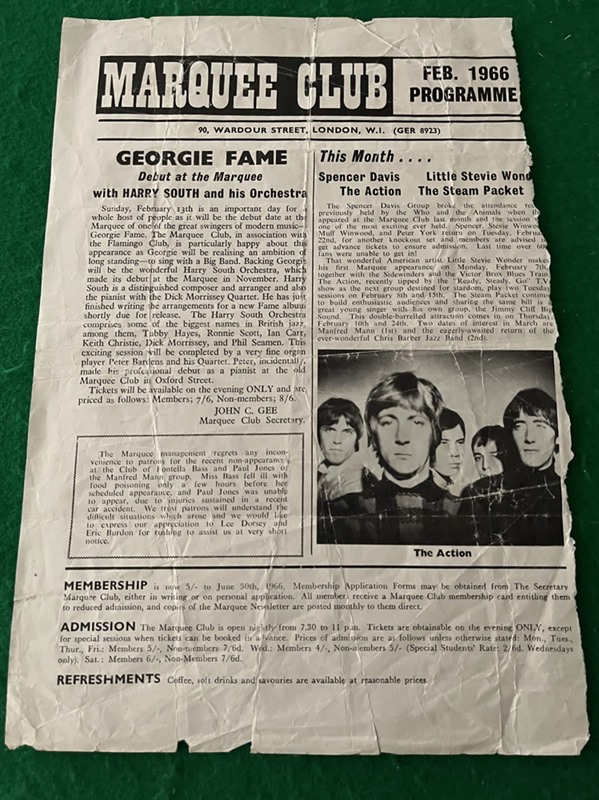 MARQUEE CLUB
FEB. 1966
PROGRAMME
90, WARDOUR STREET, LONDON, W.I. (GER 8923)
GEORGIE FAME
Debut at the Marquee
with HARRY SOUTH and his Orchestra
Sunday, February 13th is an important day for a
whole host of people as it will be the debut date at the
Marquee of one of the great swingers of modern music—
Georgie Fame. The Marquee Club, in association with
the Flamingo Club, is particularly happy about this
appearance as Georgie will be realising an ambition of
long standing—to sing with a Big Band. Backing Georgie
will be the wonderful Harry South Orchestra, which
made its debut at the Marquee in November. Harry
South is a distinguished composer and arranger and also
the pianist with the Dick Morrissey Quartet. He has just
finished writing the arrangements for a new Fame album
shortly due for release. The Harry South Orchestra
comprises some of the biggest names in British jazz,
among them, Tubby Hayes, Ronnie Scott, Ian Carr,
Keith Christie, Dick Morrissey, and Phil Seamen. This
exciting session will be completed by a very fine organ
player Peter Bardens and his Quartet. Peter, incidentally,
made his professional debut as a pianist at the old
Marquee Club in Oxford Street.
Tickets will be available on the evening ONLY and are
priced as follows: Members; 7/6, Non-members; 8/6.
JOHN C. GEE
Marquee Club Secretary.
The Marquee management regrets any incon-
venience to patrons for the recent non-appearance
at the Club of Fontella Bass and Paul Jones of
the Manfred Mann group. Miss Bass fell ill with
food poisoning only a few hours before her
scheduled appearance, and Paul Jones was unable
to appear, due to injuries sustained in a recent
car accident. We trust patrons will understand the
difficult situations which arose and we would like
to express our appreciation to Lee Dorsey and
Eric Burdon for rushing to assist us at very short
notice.
This Month . . . .
Spencer Davis Little Stevie Wond
The Action The Steam Packet
The Spencer Davis Group broke the attendance rec
previously held by the Who and the Animals when th
appeared at the Marquee Club last month and the session w
one of the most exciting ever held. Spencer, Stevie Winwoo
Muff Winwood, and Peter York return on Tuesday, Februa
22nd, for another knockout set and members are advised to
get advance tickets to ensure admission. Last time over 60
fans were unable to get in!
That wonderful American artist Little Stevie Wonder makes
his first Marquee appearance on Monday, February 7th,
together with the Sidewinders and the Victor Brox Blues Train.
The Action, recently tipped by the "Ready, Steady, Go" T.V.
show as the next group destined for stardom, play two Tuesday
sessions on February 8th and 15th. The Steam Packet continue
to build enthusiastic audiences and sharing the same bill is a
great young singer with his own group, the Jimmy Cliff Big
Sound. This double-barrelled attraction comes in on Thursday,
February 10th and 24th. Two dates of interest in March are
Manfred Mann (1st) and the eagerly-awaited return of the
ever-wonderful Chris Barber Jazz Band (2nd).
The Action
MEMBERSHIP is now 5/- to June 30th, 1966. Membership Application Forms may be obtained from The Secretary
Marquee Club, either in writing or on personal application. All members receive a Marquee Club membership card entitling them
to reduced admission, and copies of the Marquee Newsletter are posted monthly to them direct.
ADMISSION The Marquee Club is open nightly from 7.30 to 11 p.m. Tickets are obtainable on the evening ONLY, except
for special sessions when tickets can be booked in advance. Prices of admission are as follows unless otherwise stated: Mon., Tues.,
Thur., Fri.: Members 5/-, Non-members 7/6d. Wed.: Members 4/-, Non-members 5/- (Special Students' Rate: 2/6d. Wednesdays
only). Sat.: Members 6/-, Non-Members 7/6d.
REFRESHMENTS Coffee, soft drinks and savouries are available at reasonable prices